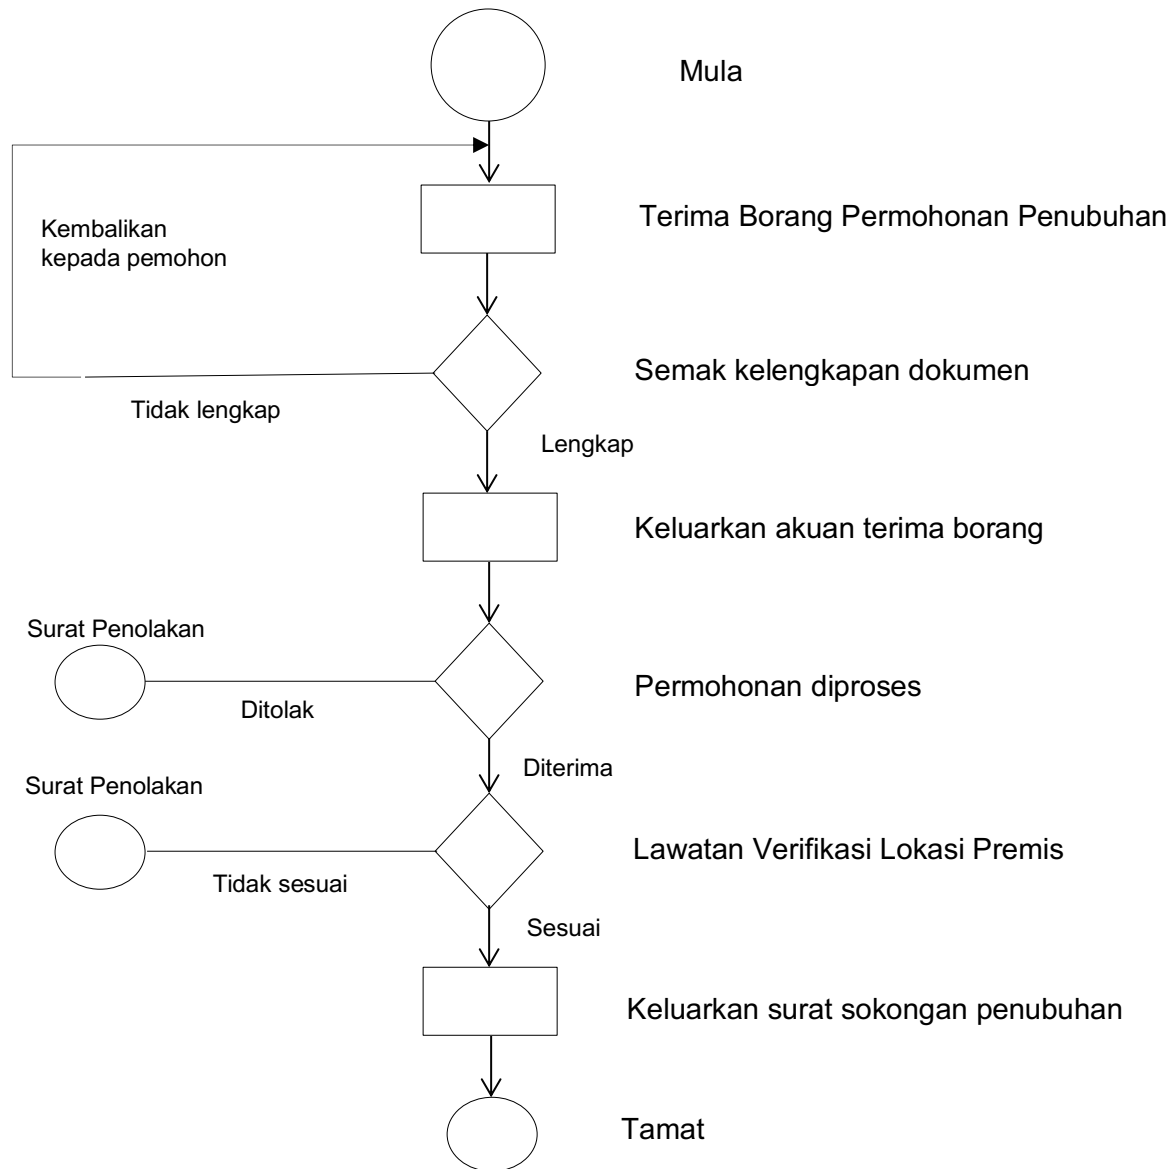 Mula
Terima Borang Permohonan Penubuhan
Kembalikan
kepada pemohon
Semak kelengkapan dokumen
Tidak lengkap
Lengkap
Keluarkan akuan terima borang
Surat Penolakan
Permohonan diproses
Ditolak
Diterima
Surat Penolakan
Lawatan Verifikasi Lokasi Premis
Tidak sesuai
Sesuai
Keluarkan surat sokongan penubuhan
Tamat